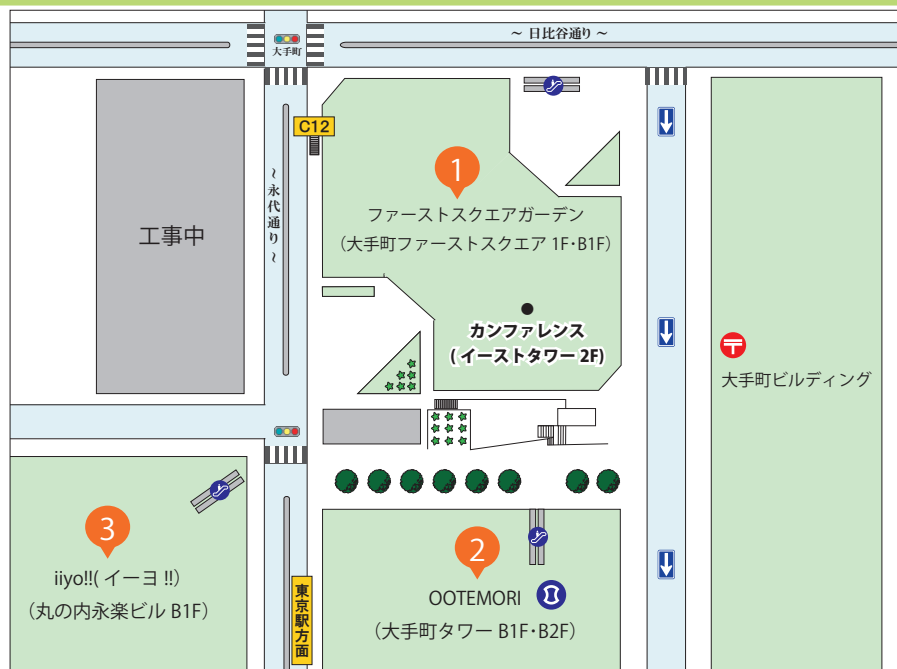 ～ 日比谷通り ～
大手町
C12
～永代通り～
1
ファーストスクエアガーデン
（大手町ファーストスクエア 1F・B1F）
工事中
カンファレンス
( イーストタワー 2F)
〒
大手町ビルディング
3
iiyo!!( イーヨ !!）
（丸の内永楽ビル B1F）
2
OOTEMORI
（大手町タワー B1F・B2F）
東京駅方面